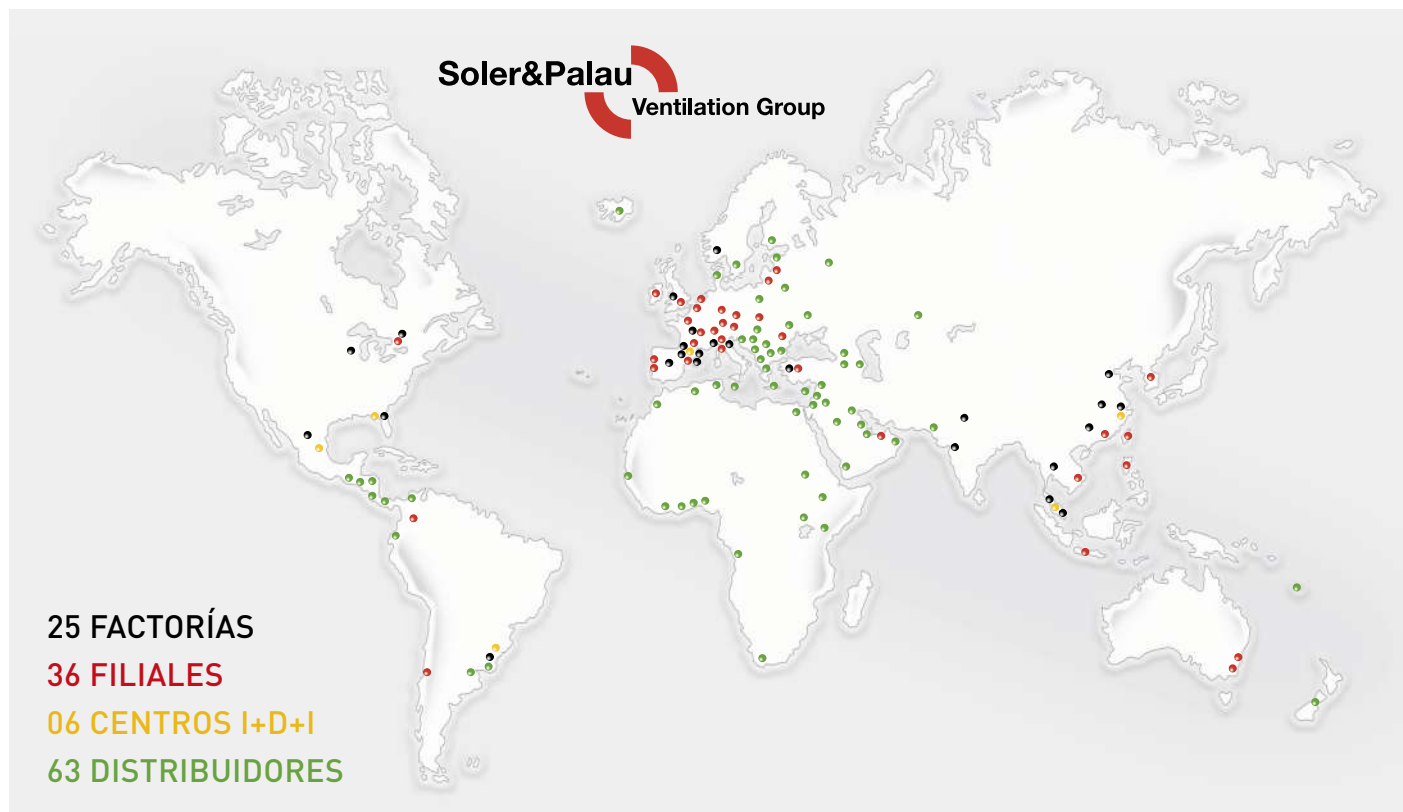 Soler&Palau
Ventilation Group
25 FACTORÍAS
36 FILIALES
06 CENTROS I+D+I
63 DISTRIBUIDORES